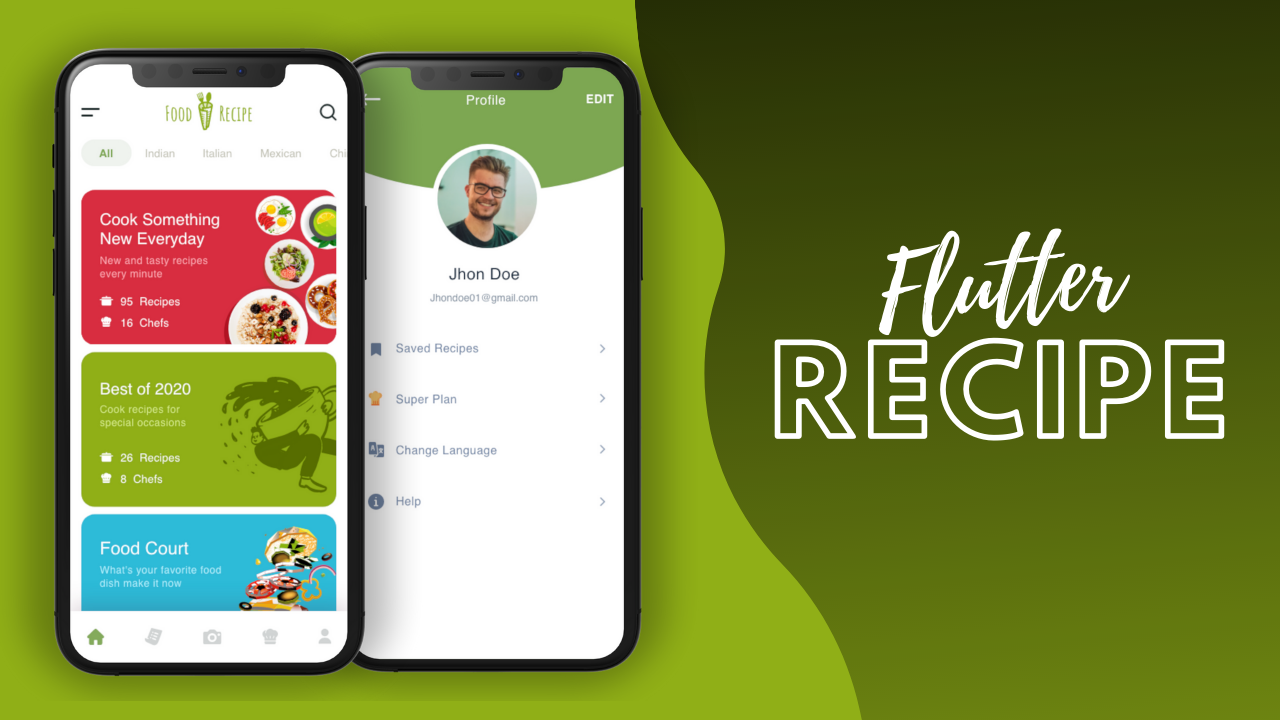 Food Recipe
All Indian Italian Mexican Chi
Cook Something
New Everyday
New and tasty recipes
every minute
95 Recipes
16 Chefs
Best of 2020
Cook recipes for
special occasions
26 Recipes
8 Chefs
Food Court
What's your favorite food
dish make it now
Profile EDIT
Jhon Doe
Jhondoe01@gmail.com
Saved Recipes
Super Plan
Change Language
Help
Flutter
RECIPE